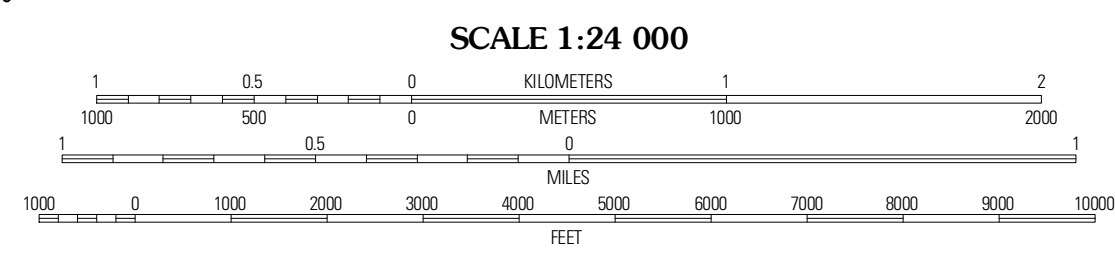 SCALE 1:24 000
1 0.5 0 KILOMETERS 1 2
1000 500 0 METERS 1000 2000
1 0.5 0 1
MILES
1000 0 1000 2000 3000 4000 5000 6000 7000 8000 9000 10000
FEET